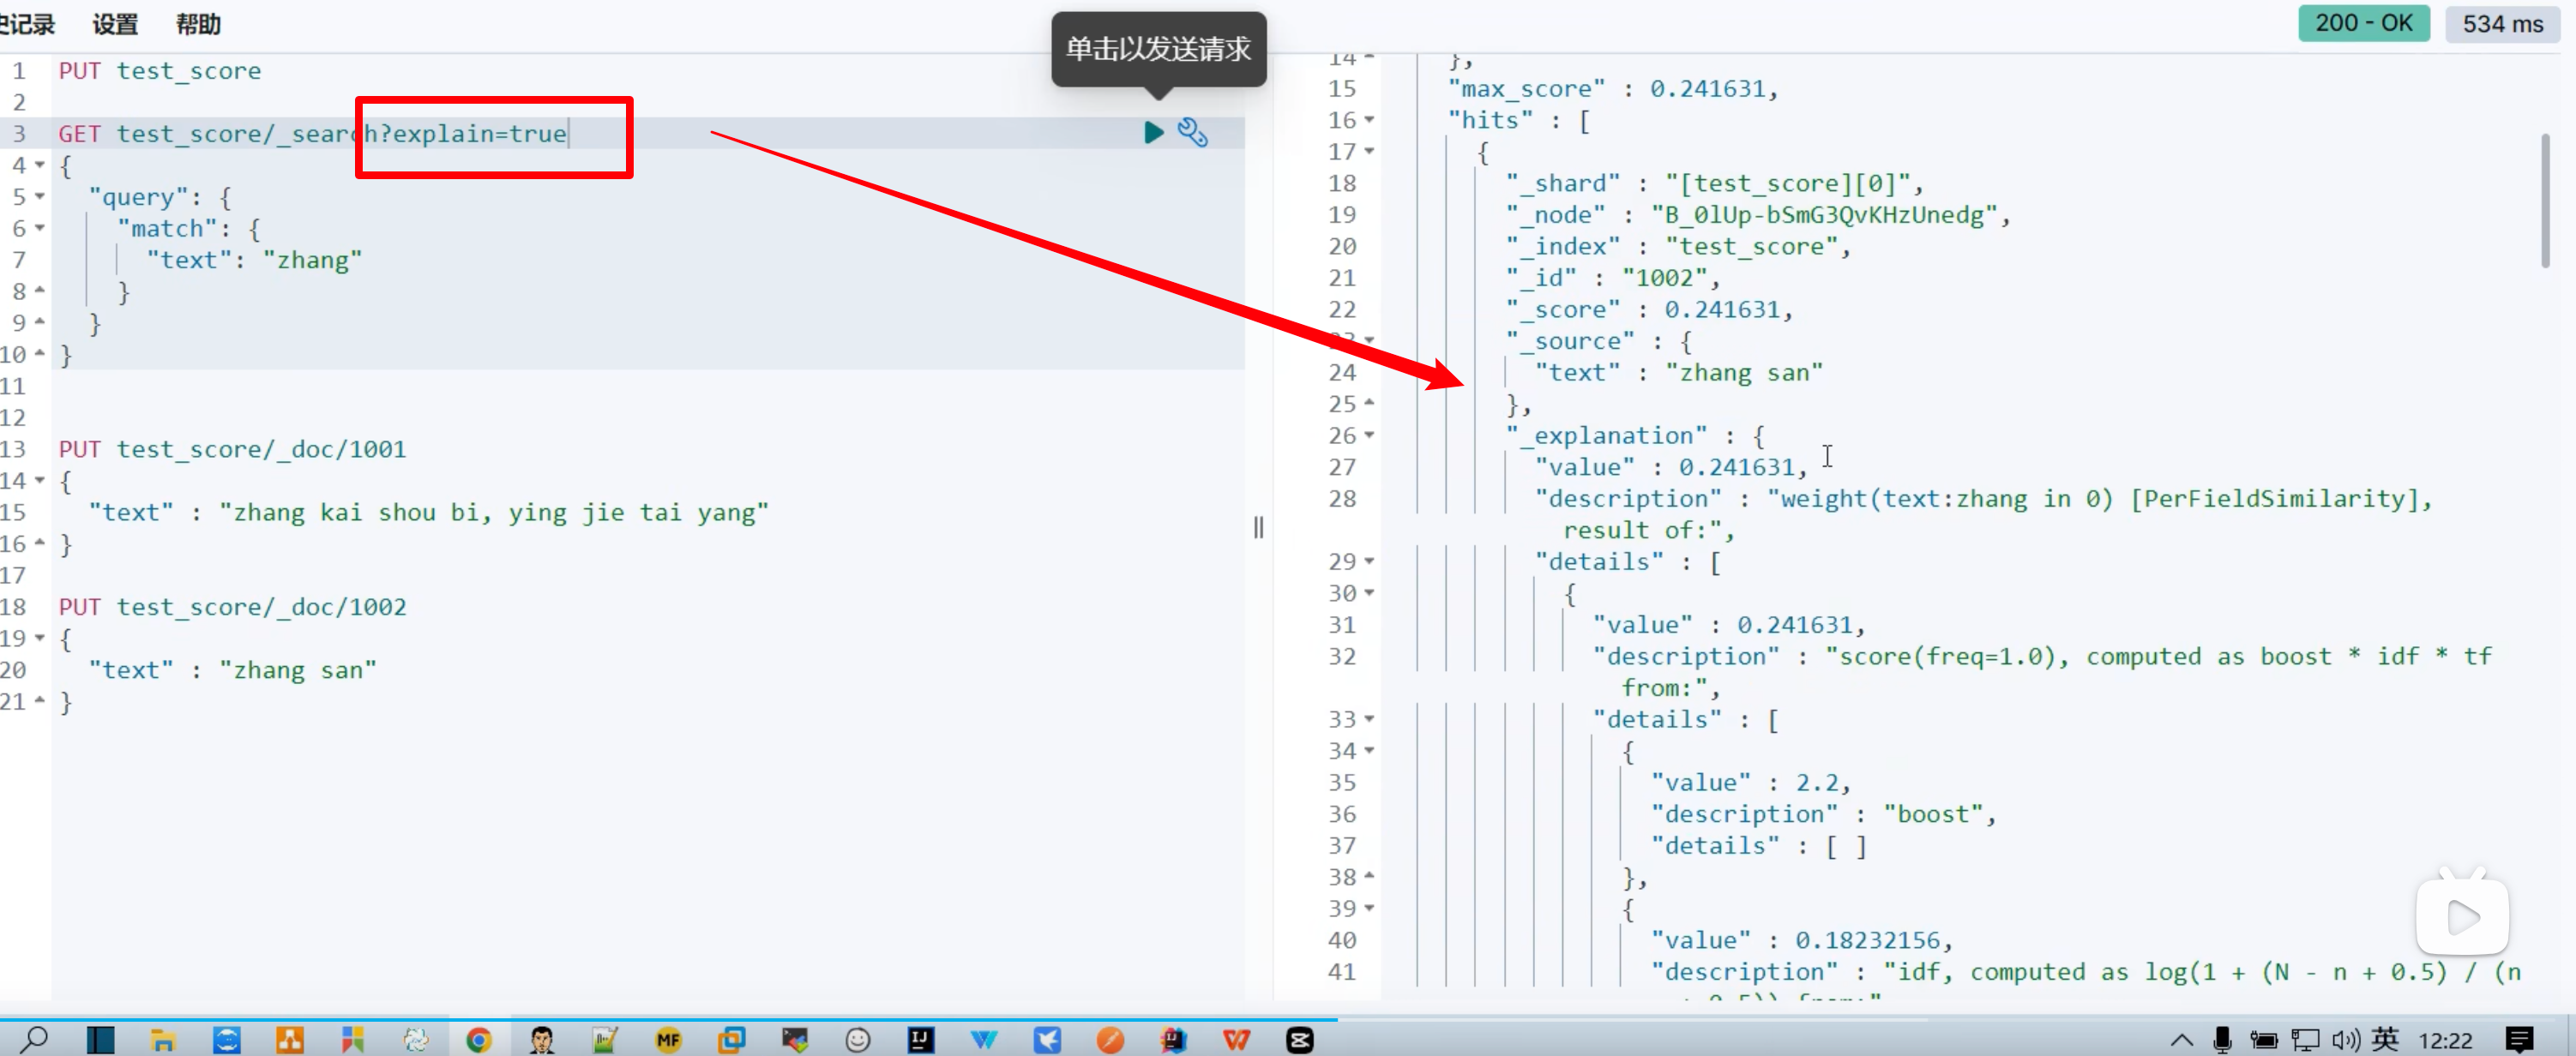 史记录 设置 帮助
单击以发送请求
200 - OK
534 ms
1 PUT test_score
2
3 GET test_score/_search?explain=true
4 {
5 "query": {
6 "match": {
7 "text": "zhang"
8 }
9 }
10 }
11
12
13 PUT test_score/_doc/1001
14 {
15 "text" : "zhang kai shou bi, ying jie tai yang"
16 }
17
18 PUT test_score/_doc/1002
19 {
20 "text" : "zhang san"
21 }
14 },
15 "max_score" : 0.241631,
16 "hits" : [
17 {
18 "_shard" : "[test_score][0]",
19 "_node" : "B_0lUp-bSmG3QvKHzUnedg",
20 "_index" : "test_score",
21 "_id" : "1002",
22 "_score" : 0.241631,
23 "_source" : {
24 "text" : "zhang san"
25 },
26 "_explanation" : {
27 "value" : 0.241631,
28 "description" : "weight(text:zhang in 0) [PerFieldSimilarity],
result of:",
29 "details" : [
30 {
31 "value" : 0.241631,
32 "description" : "score(freq=1.0), computed as boost * idf * tf
from:",
33 "details" : [
34 {
35 "value" : 2.2,
36 "description" : "boost",
37 "details" : [ ]
38 },
39 {
40 "value" : 0.18232156,
41 "description" : "idf, computed as log(1 + (N - n + 0.5) / (n
+ 0.5)) from:"
MF
IJ
英 12:22